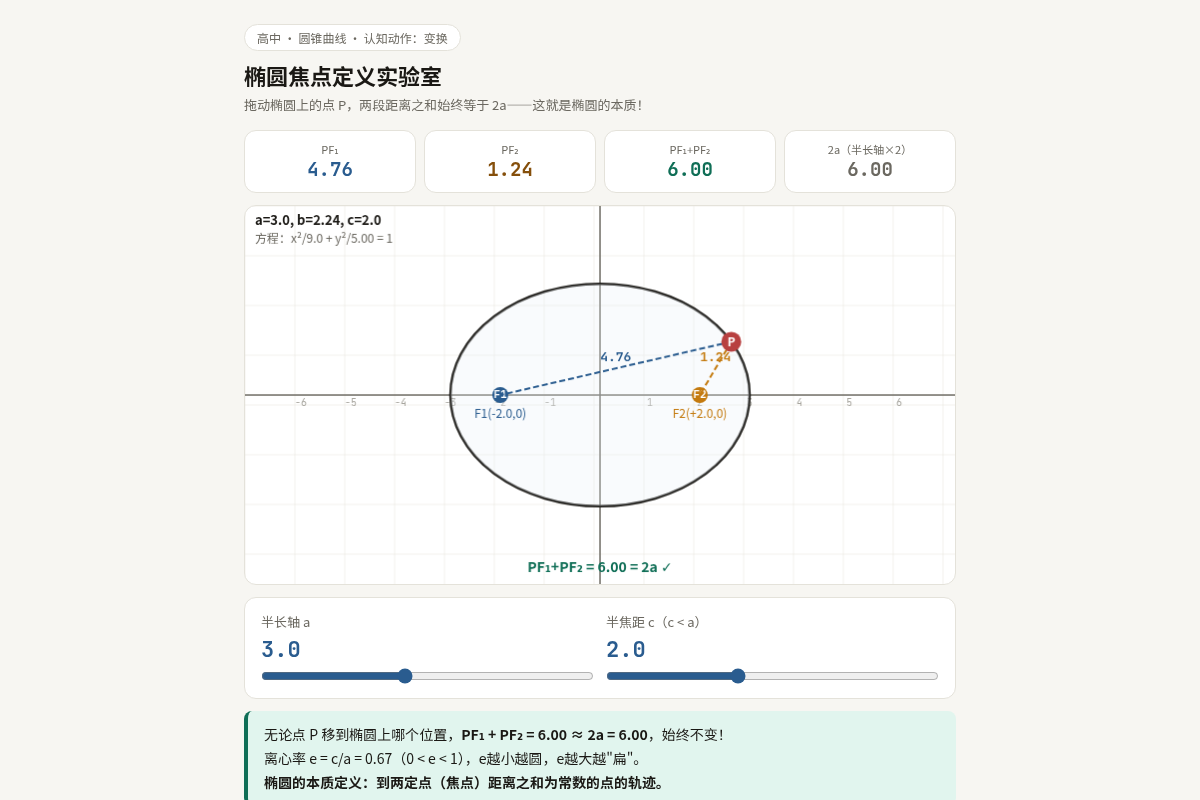 高中 · 圆锥曲线 · 认知动作：变换
椭圆焦点定义实验室
拖动椭圆上的点 P，两段距离之和始终等于 2a——这就是椭圆的本质！
PF₁
4.76
PF₂
1.24
PF₁+PF₂
6.00
2a（半长轴×2）
6.00
a=3.0, b=2.24, c=2.0
方程：x²/9.0 + y²/5.00 = 1
P
4.76
1.24
F1
F2
-6 -5 -4 -3 -1 1 3 4 5 6
F1(-2.0,0)
F2(+2.0,0)
PF₁+PF₂ = 6.00 = 2a ✓
半长轴 a
3.0
半焦距 c（c < a）
2.0
无论点 P 移到椭圆上哪个位置，PF₁ + PF₂ = 6.00 ≈ 2a = 6.00，始终不变！
离心率 e = c/a = 0.67（0 < e < 1），e越小越圆，e越大越"扁"。
椭圆的本质定义：到两定点（焦点）距离之和为常数的点的轨迹。